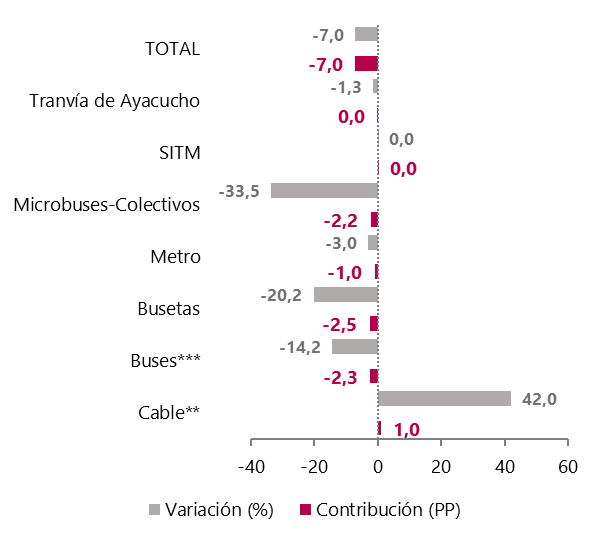 TOTAL
-7,0
-7,0
Tranvía de Ayacucho
-1,3
0,0
SITM
0,0
0,0
Microbuses-Colectivos
-33,5
-2,2
Metro
-3,0
-1,0
Busetas
-20,2
-2,5
Buses***
-14,2
-2,3
Cable**
42,0
1,0
-40 -20 0 20 40 60
Variación (%) Contribución (PP)